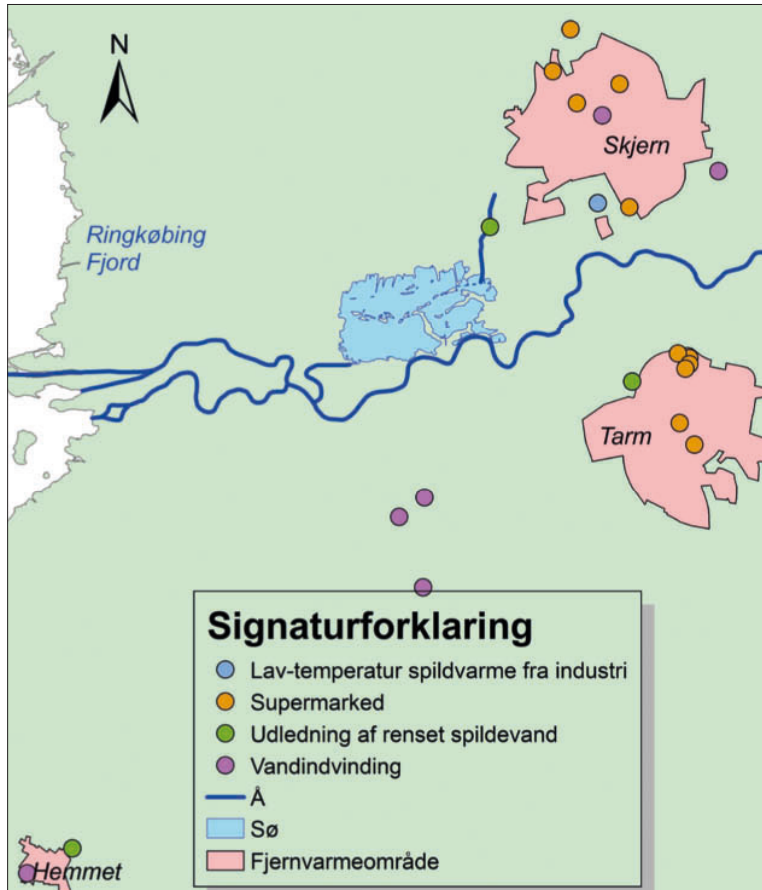 N
Skjern
Ringkøbing
Fjord
Tarm
Signaturforklaring
Lav-temperatur spildvarme fra industri
Supermarked
Udledning af renset spildevand
Vandindvinding
Å
Sø
Fjernvarmeområde
Hemmet